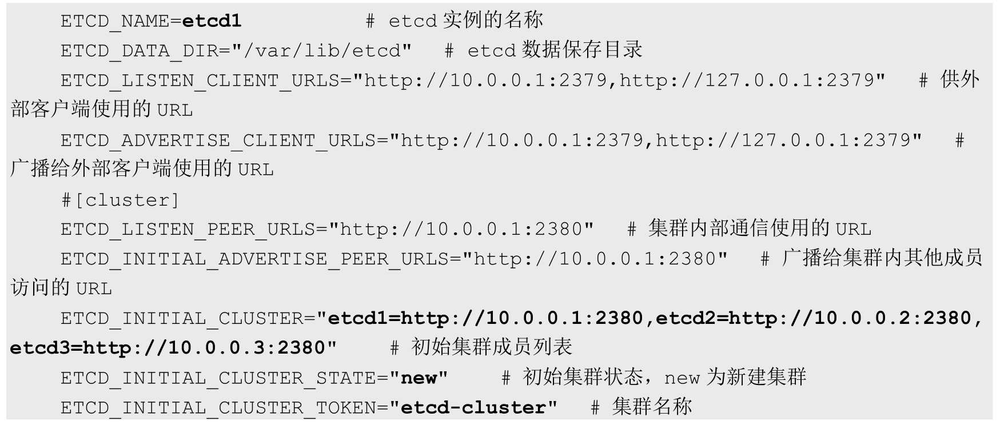 ETCD_NAME=etcd1 # etcd 实例的名称
ETCD_DATA_DIR="/var/lib/etcd" # etcd 数据保存目录
ETCD_LISTEN_CLIENT_URLS="http://10.0.0.1:2379,http://127.0.0.1:2379" # 供外
部客户端使用的 URL
ETCD_ADVERTISE_CLIENT_URLS="http://10.0.0.1:2379,http://127.0.0.1:2379" #
广播给外部客户端使用的 URL
#[cluster]
ETCD_LISTEN_PEER_URLS="http://10.0.0.1:2380" # 集群内部通信使用的 URL
ETCD_INITIAL_ADVERTISE_PEER_URLS="http://10.0.0.1:2380" # 广播给集群内其他成员
访问的 URL
ETCD_INITIAL_CLUSTER="etcd1=http://10.0.0.1:2380,etcd2=http://10.0.0.2:2380,
etcd3=http://10.0.0.3:2380" # 初始集群成员列表
ETCD_INITIAL_CLUSTER_STATE="new" # 初始集群状态，new 为新建集群
ETCD_INITIAL_CLUSTER_TOKEN="etcd-cluster" # 集群名称